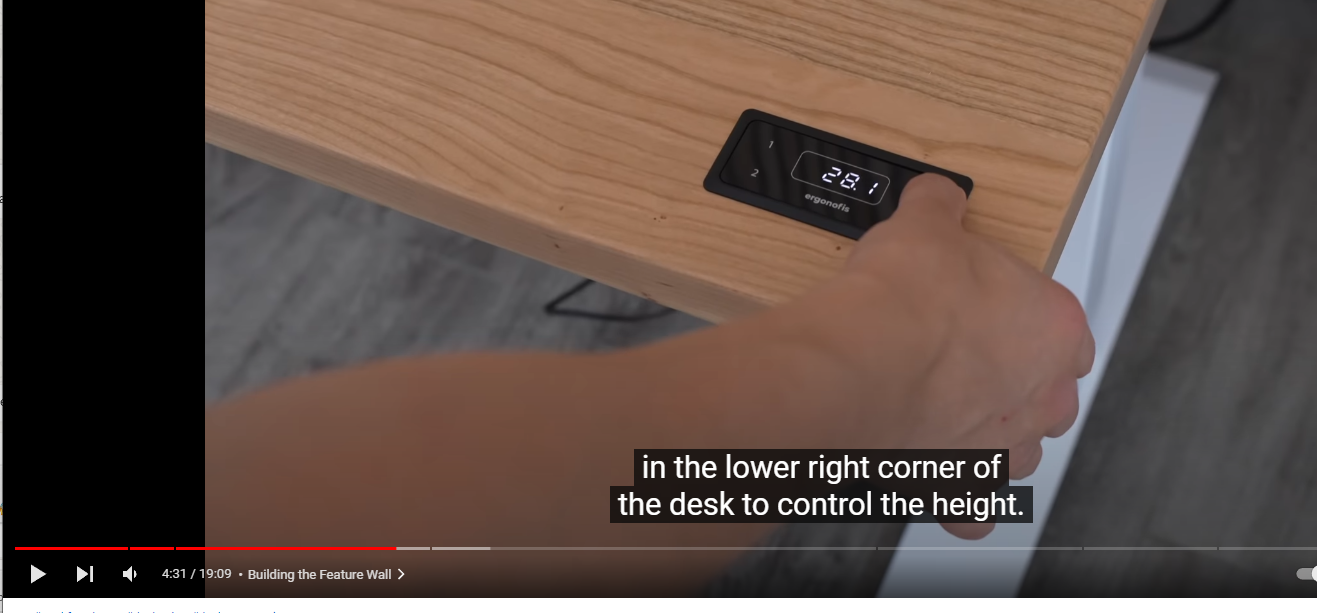 1
28.1
2
ergonofis
in the lower right corner of
the desk to control the height.
4:31 / 19:09 • Building the Feature Wall >